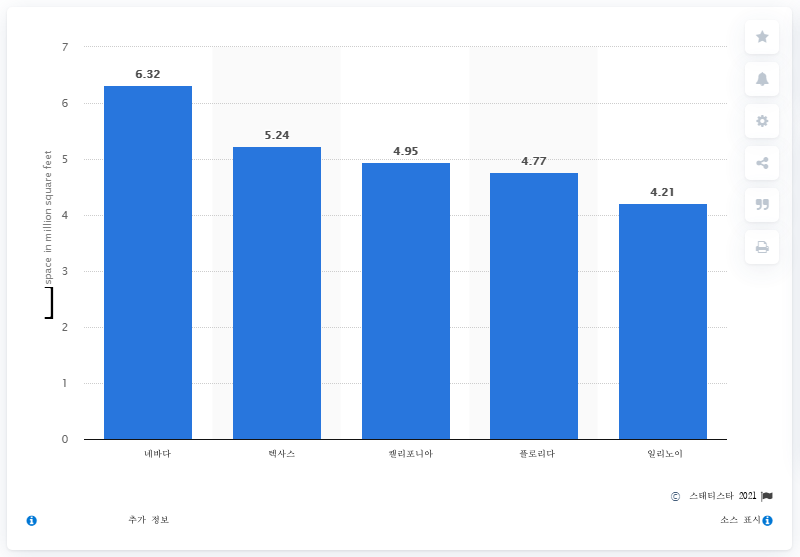 7
6.32
6
5.24
5
4.95
4.77
4.21
4
3
2
1
0
] space in million square feet
네바다
텍사스
캘리포니아
플로리다
일리노이
© 스태티스타 2021
추가 정보
소스 표시